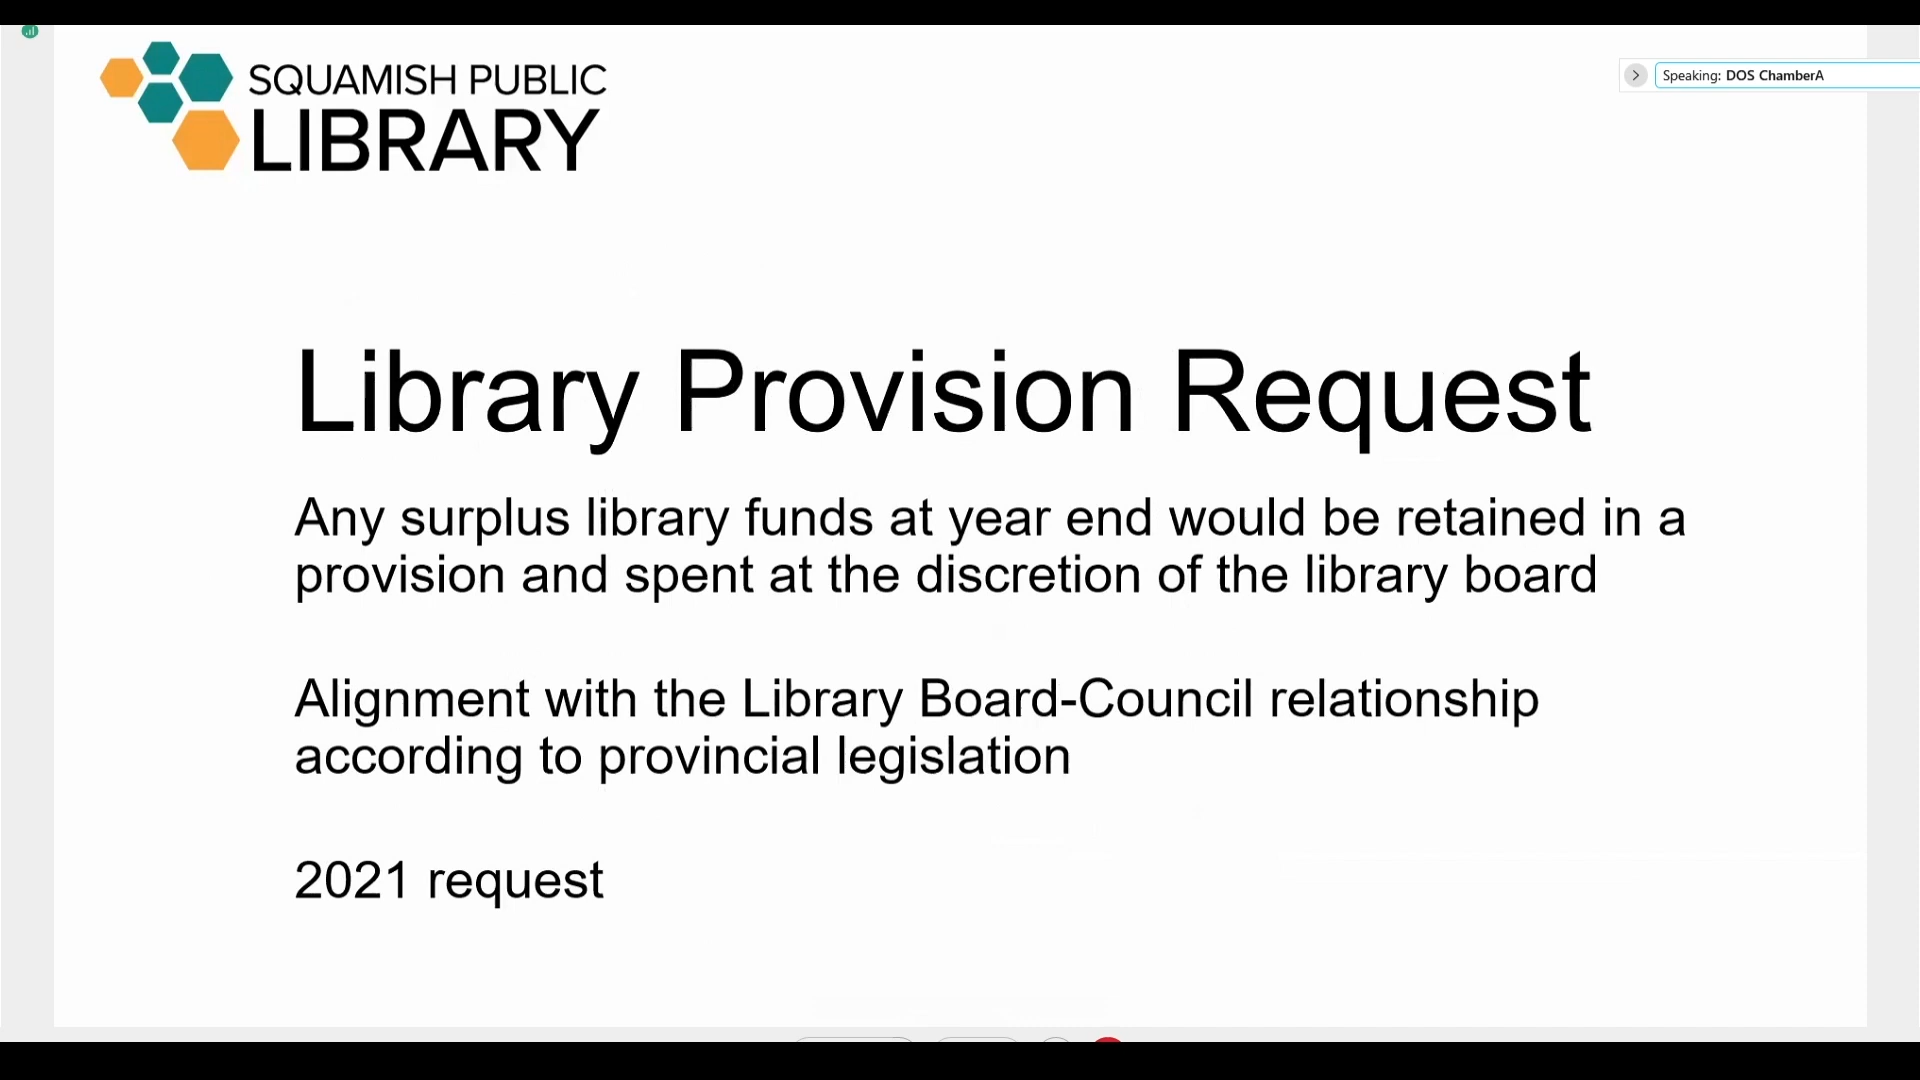 SQUAMISH PUBLIC
LIBRARY
Speaking: DOS ChamberA
Library Provision Request
Any surplus library funds at year end would be retained in a
provision and spent at the discretion of the library board
Alignment with the Library Board-Council relationship
according to provincial legislation
2021 request